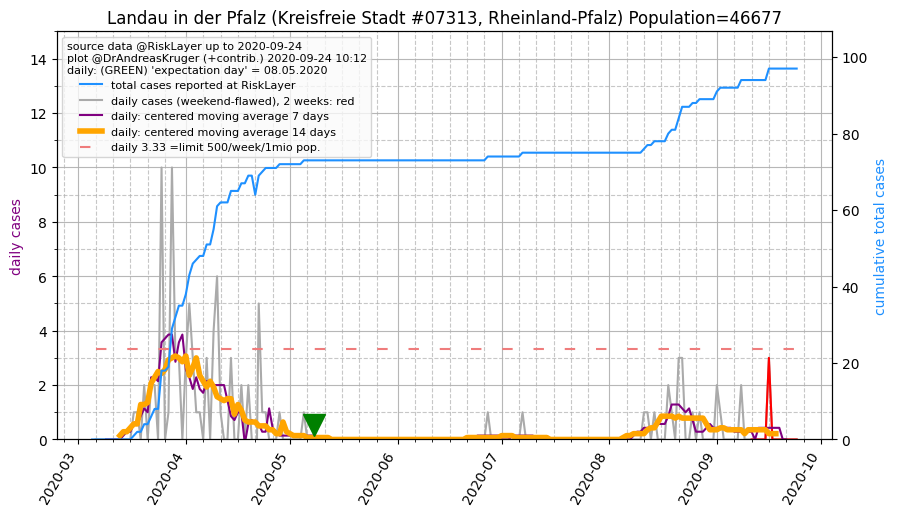 Landau in der Pfalz (Kreisfreie Stadt #07313, Rheinland-Pfalz) Population=46677
source data @RiskLayer up to 2020-09-24
plot @DrAndreasKruger (+contrib.) 2020-09-24 10:12
daily: (GREEN) 'expectation day' = 08.05.2020
total cases reported at RiskLayer
daily cases (weekend-flawed), 2 weeks: red
daily: centered moving average 7 days
daily: centered moving average 14 days
daily 3.33 =limit 500/week/1mio pop.
daily cases
14
12
10
8
6
4
2
0
cumulative total cases
100
80
60
40
20
0
2020-03
2020-04
2020-05
2020-06
2020-07
2020-08
2020-09
2020-10